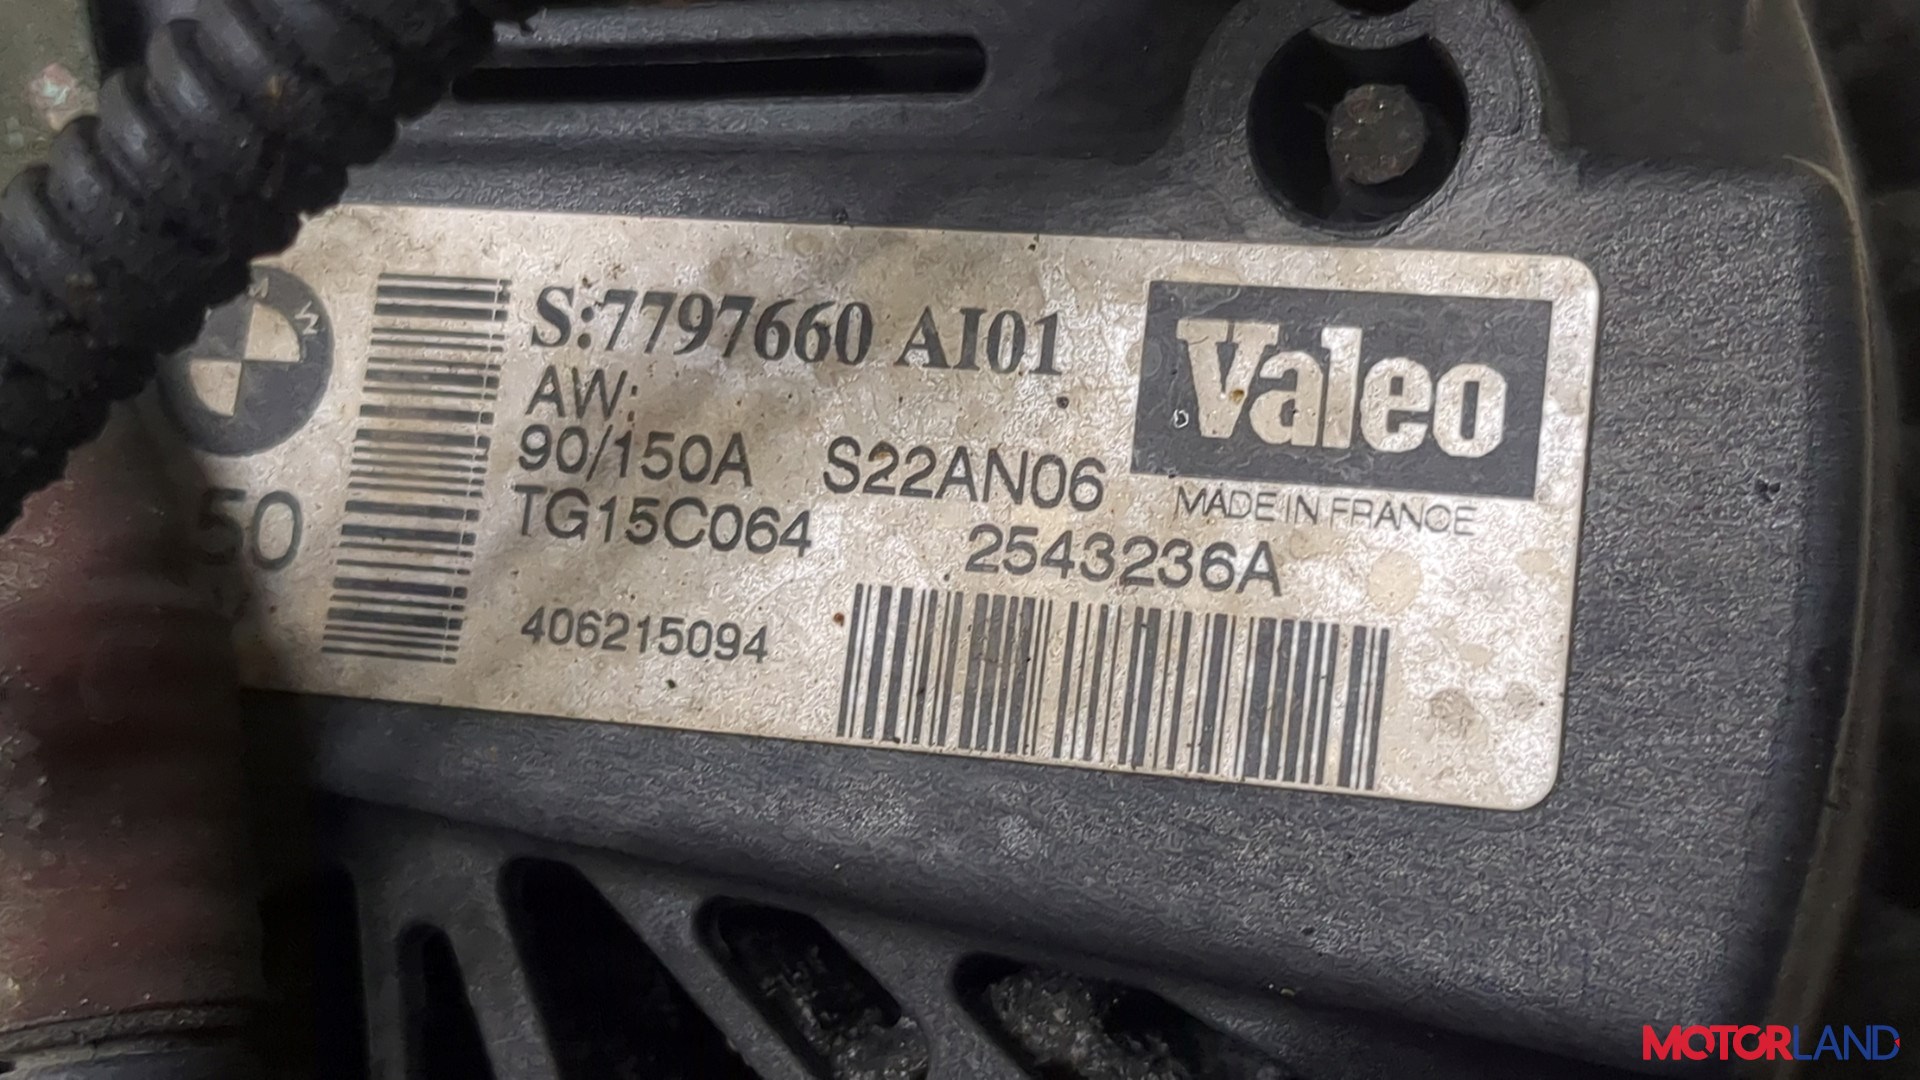 S:7797660 AI01
AW:
90/150A S22AN06
TG15C064 2543236A
406215094
50
Valeo
MADE IN FRANCE
MOTORLAND